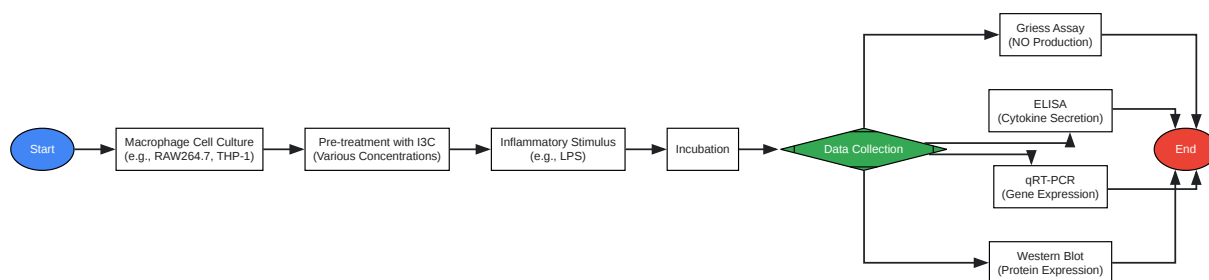 Start
Macrophage Cell Culture
(e.g., RAW264.7, THP-1)
Pre-treatment with I3C
(Various Concentrations)
Inflammatory Stimulus
(e.g., LPS)
Incubation
Data Collection
Griess Assay
(NO Production)
ELISA
(Cytokine Secretion)
qRT-PCR
(Gene Expression)
Western Blot
(Protein Expression)
End